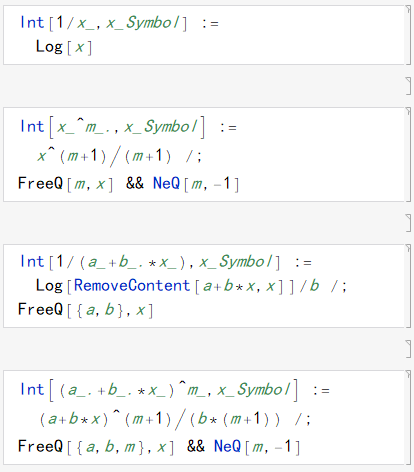 Int[1/x_,x_Symbol] :=
Log[x]
Int[x_^m_.,x_Symbol] :=
x^(m+1)/(m+1) /;
FreeQ[m,x] && NeQ[m,-1]
Int[1/(a_+b_.*x_),x_Symbol] :=
Log[RemoveContent[a+b*x,x]]/b /;
FreeQ[{a,b},x]
Int[(a_.+b_.*x_)^m_,x_Symbol] :=
(a+b*x)^(m+1)/(b*(m+1)) /;
FreeQ[{a,b,m},x] && NeQ[m,-1]